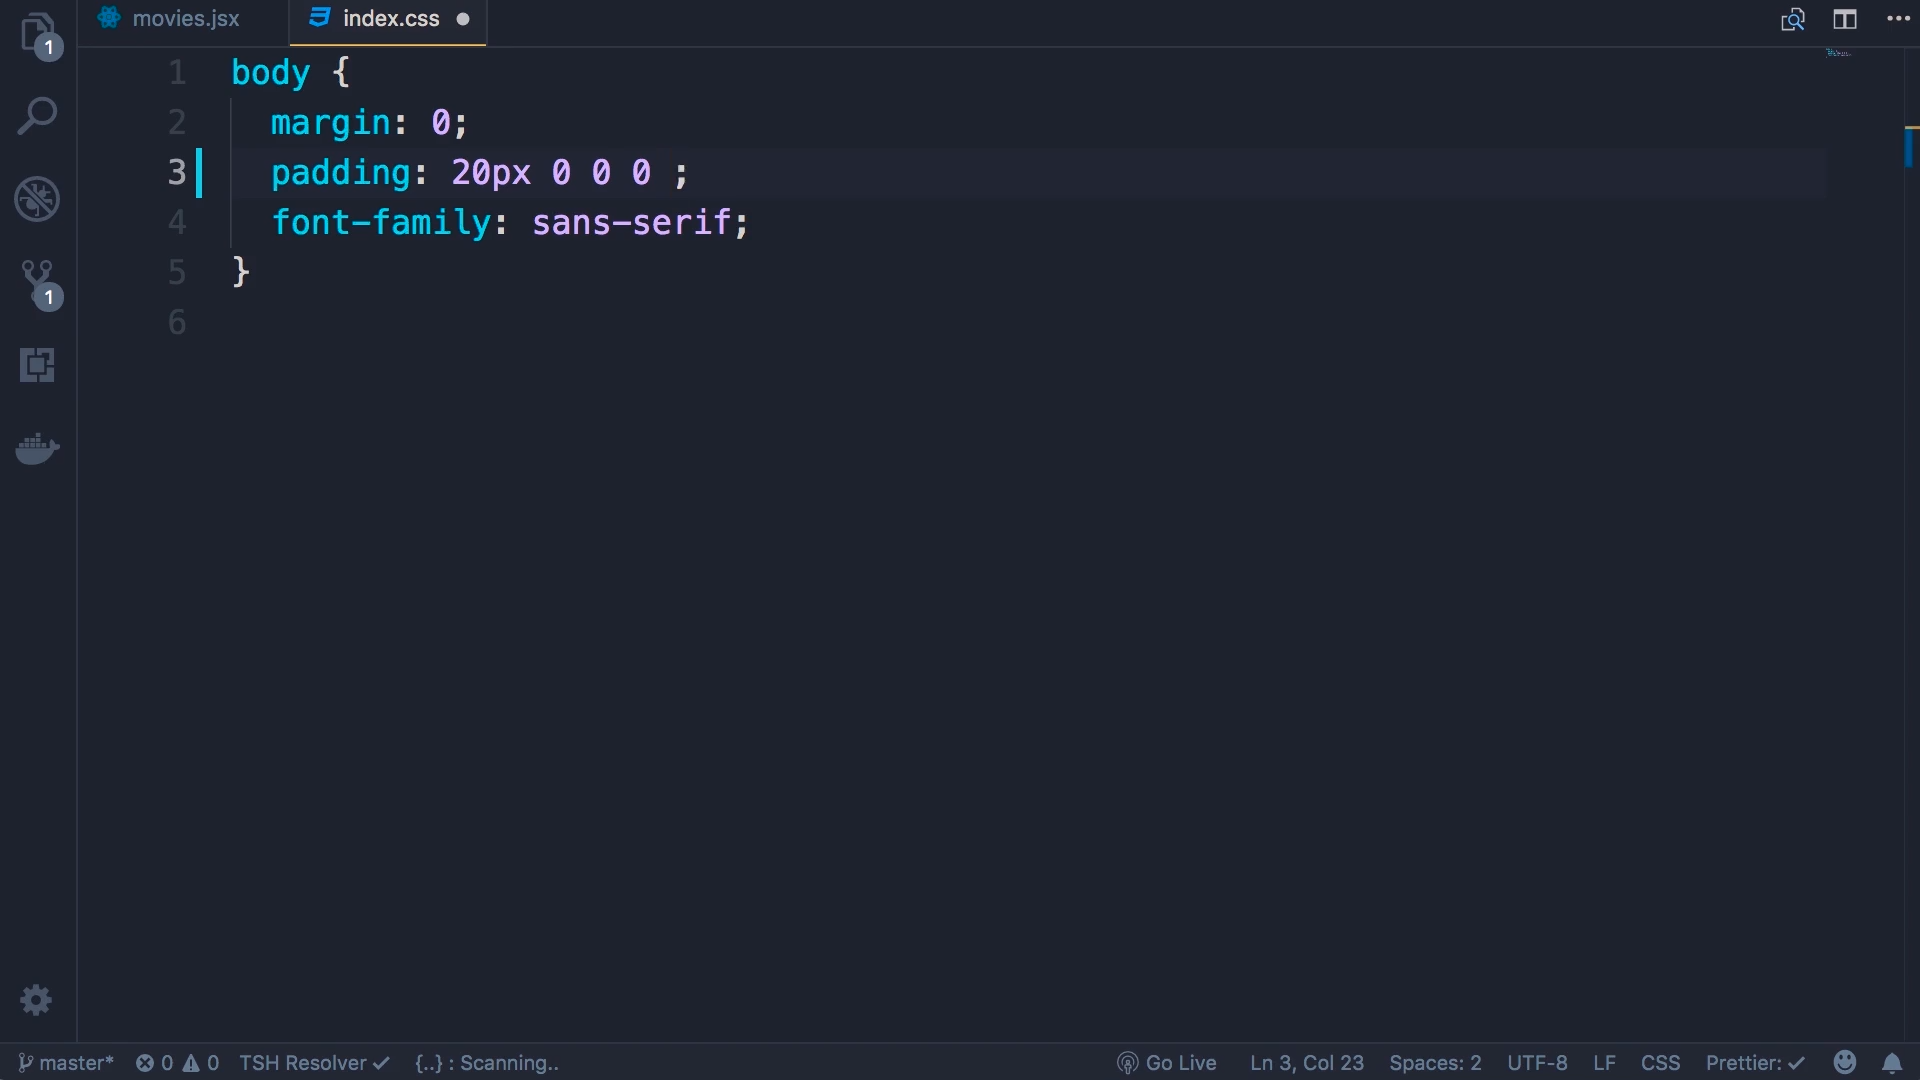 1
movies.jsx
index.css
1 body {
2 margin: 0;
3 padding: 20px 0 0 0 ;
4 font-family: sans-serif;
5 }
6
1
master* 0 0 TSH Resolver ✓ {..} : Scanning.. Go Live Ln 3, Col 23 Spaces: 2 UTF-8 LF CSS Prettier: ✓